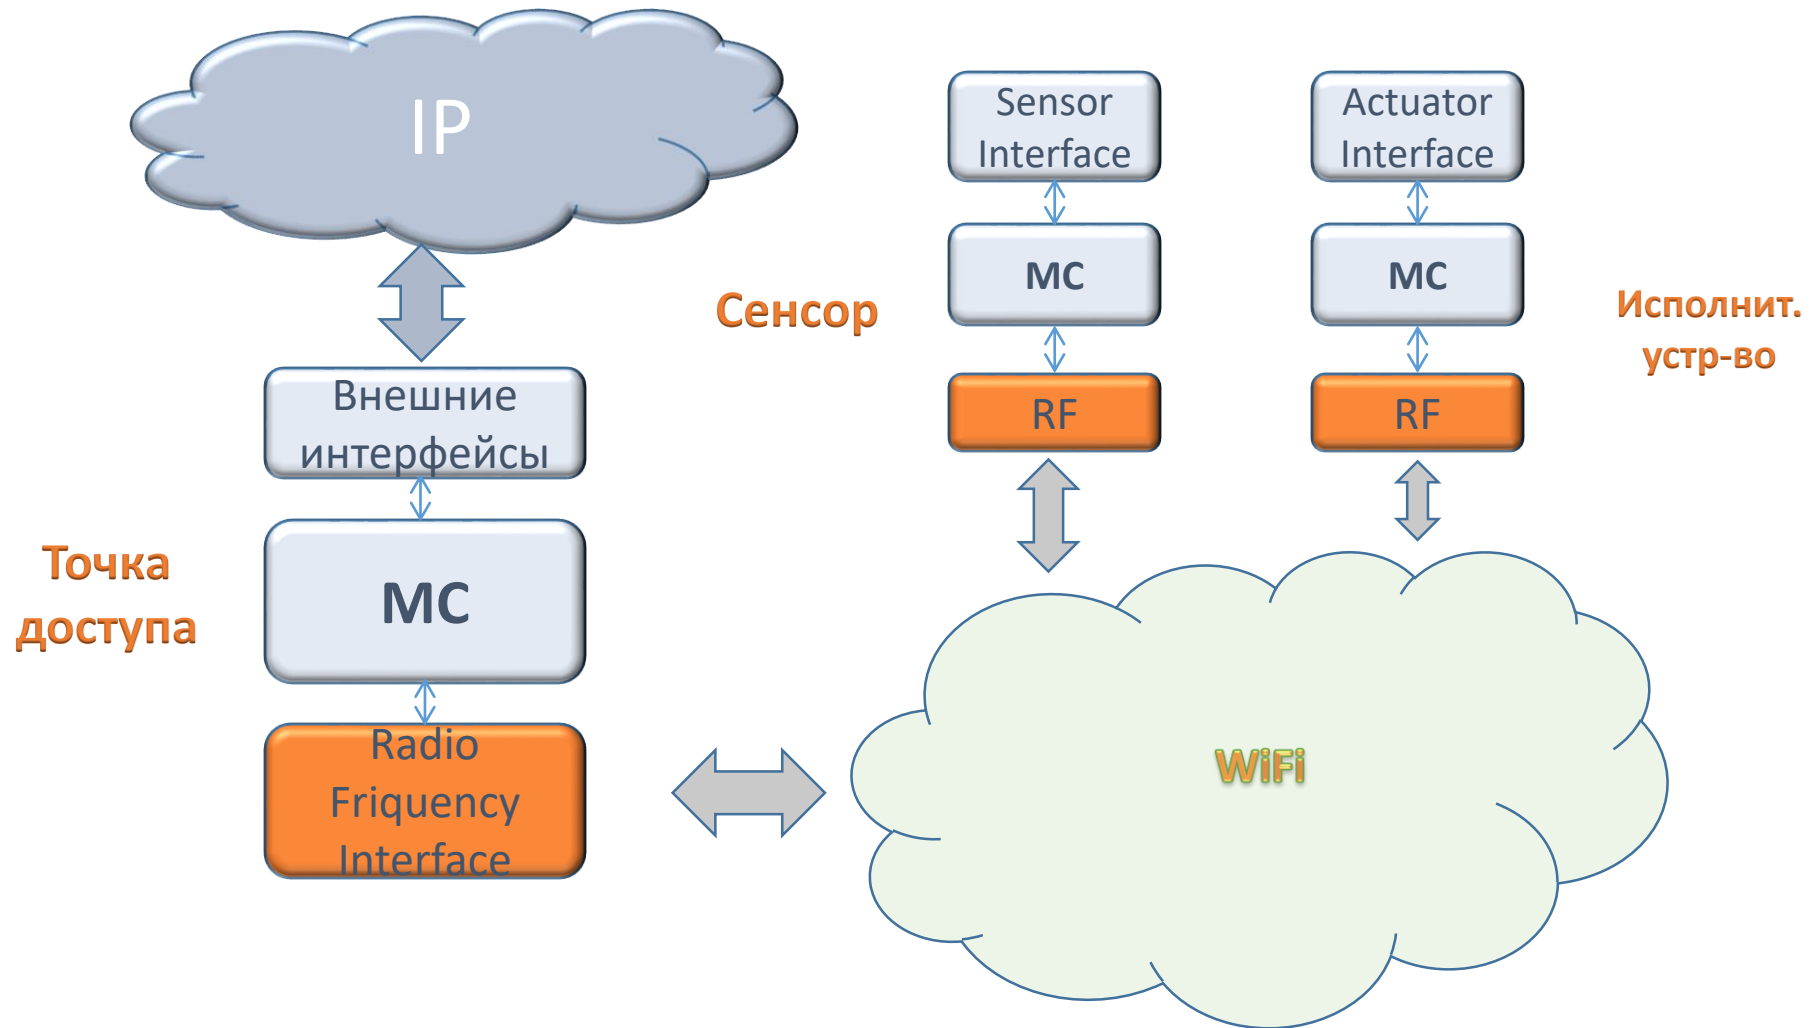 IP
Sensor
Interface
Actuator
Interface
MC
MC
Сенсор
Исполнит.
устр-во
Внешние
интерфейсы
RF
RF
Точка
доступа
MC
Radio
Friquency
Interface
WiFi